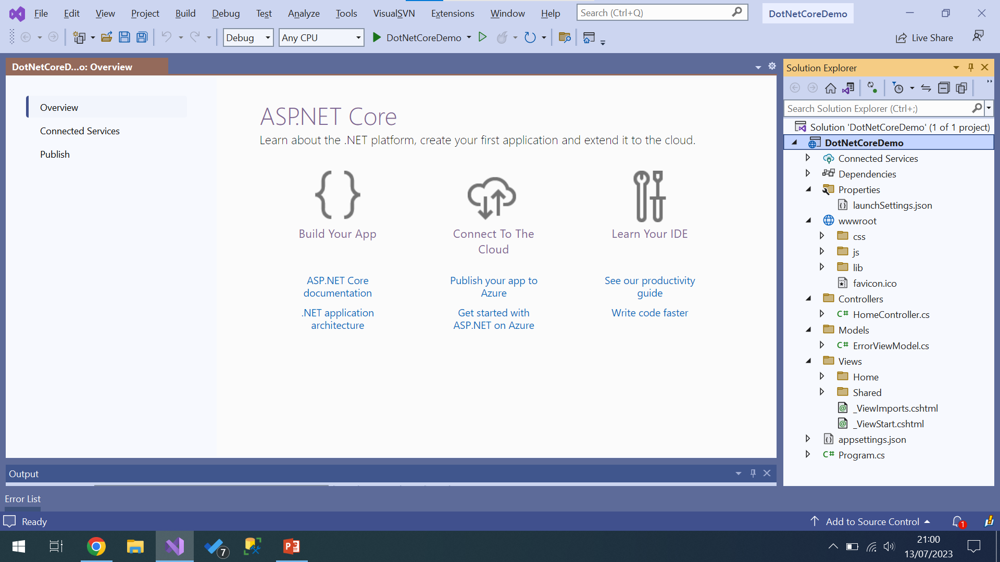 File Edit View Project Build Debug Test Analyze Tools VisualSVN Extensions Window Help Search (Ctrl+Q) DotNetCoreDemo
Debug Any CPU DotNetCoreDemo Live Share
DotNetCoreD...o: Overview
Overview
Connected Services
Publish
ASP.NET Core
Learn about the .NET platform, create your first application and extend it to the cloud.
Build Your App
Connect To The
Cloud
Learn Your IDE
ASP.NET Core
documentation
.NET application
architecture
Publish your app to
Azure
Get started with
ASP.NET on Azure
See our productivity
guide
Write code faster
Solution Explorer
Search Solution Explorer (Ctrl+;)
Solution 'DotNetCoreDemo' (1 of 1 project)
DotNetCoreDemo
Connected Services
Dependencies
Properties
launchSettings.json
wwwroot
css
js
lib
favicon.ico
Controllers
C# HomeController.cs
Models
C# ErrorViewModel.cs
Views
Home
Shared
_ViewImports.cshtml
_ViewStart.cshtml
appsettings.json
C# Program.cs
Output
Error List
Ready
Add to Source Control
1
7
21:00
13/07/2023